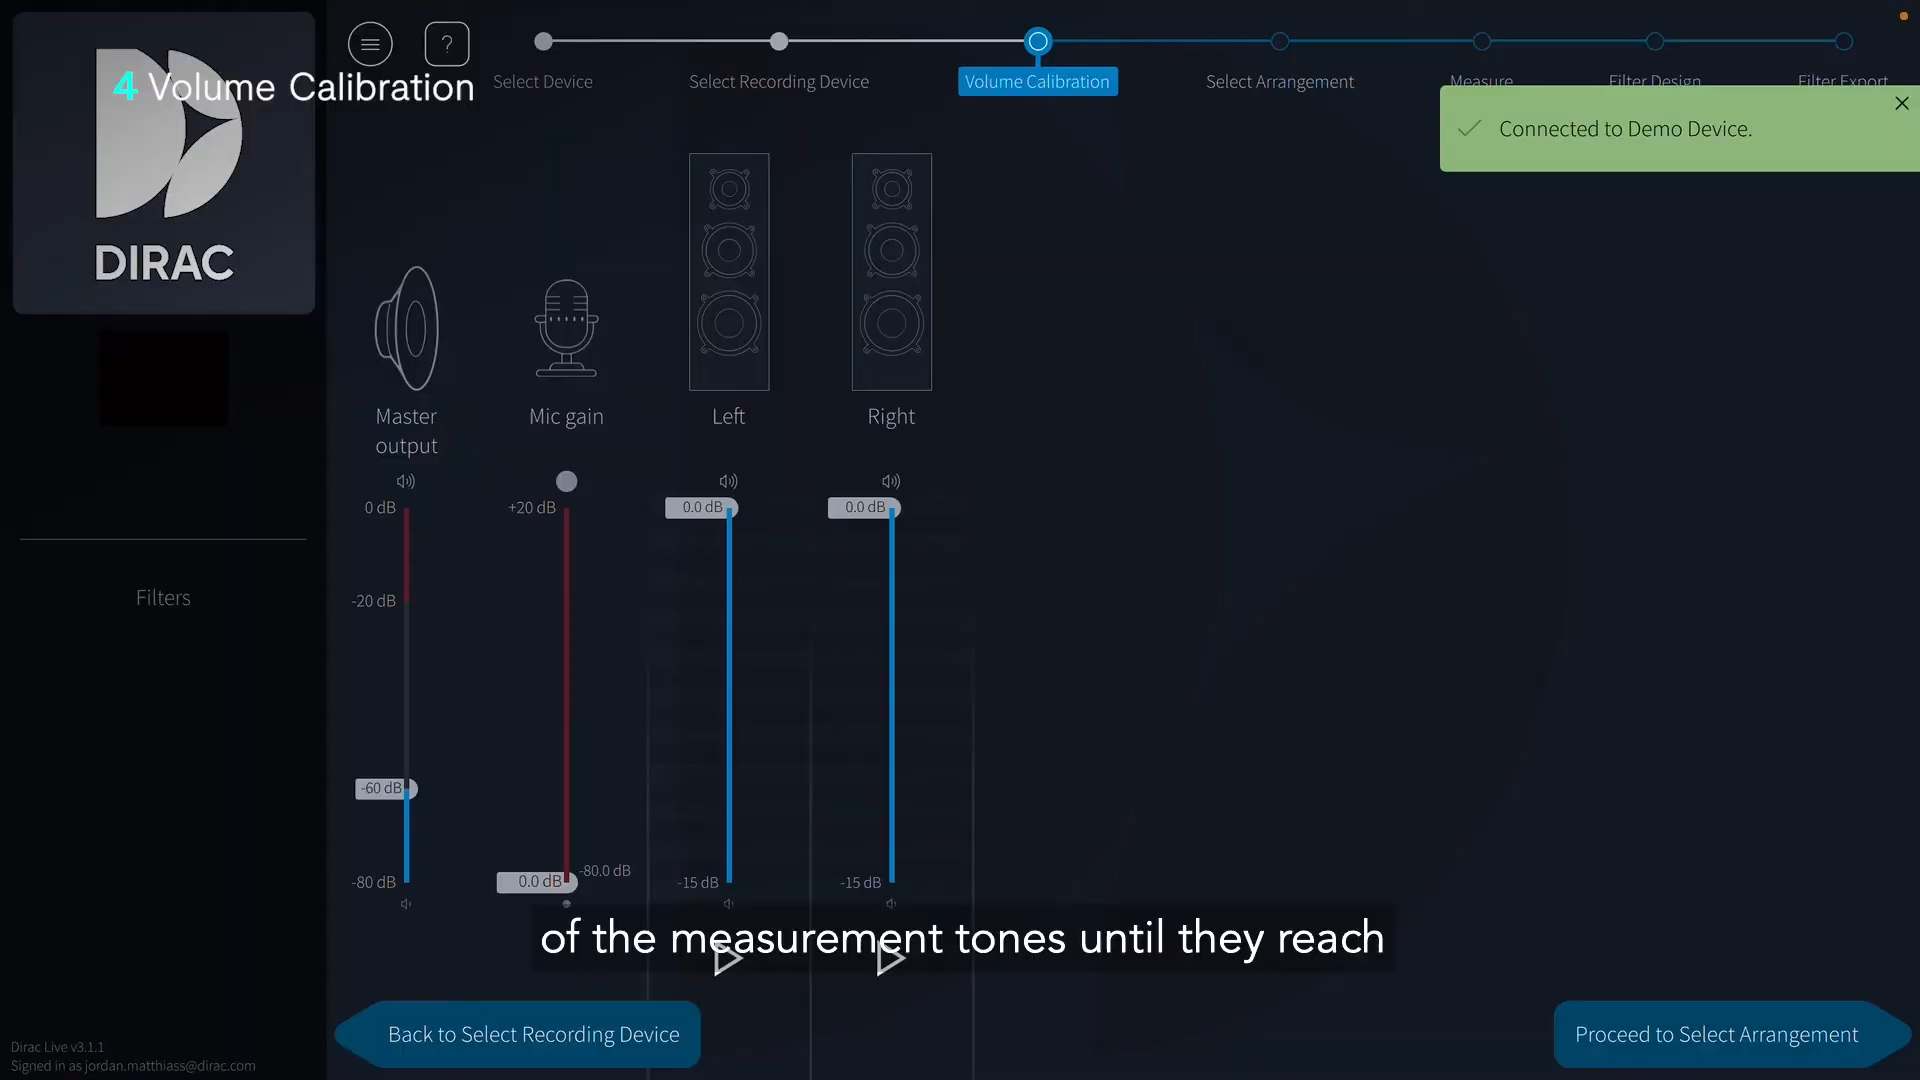 4 Volume Calibration
DIRAC
?
Select Device
Select Recording Device
Volume Calibration
Select Arrangement
Measure
Filter Design
Filter Export
Connected to Demo Device.
Master
output
Mic gain
Left
Right
0 dB
+20 dB
0.0 dB
0.0 dB
-20 dB
-60 dB
-80.0 dB
-80 dB
0.0 dB
-15 dB
-15 dB
Filters
of the measurement tones until they reach
Back to Select Recording Device
Proceed to Select Arrangement
Dirac Live v3.1.1
Signed in as jordan.matthiass@dirac.com